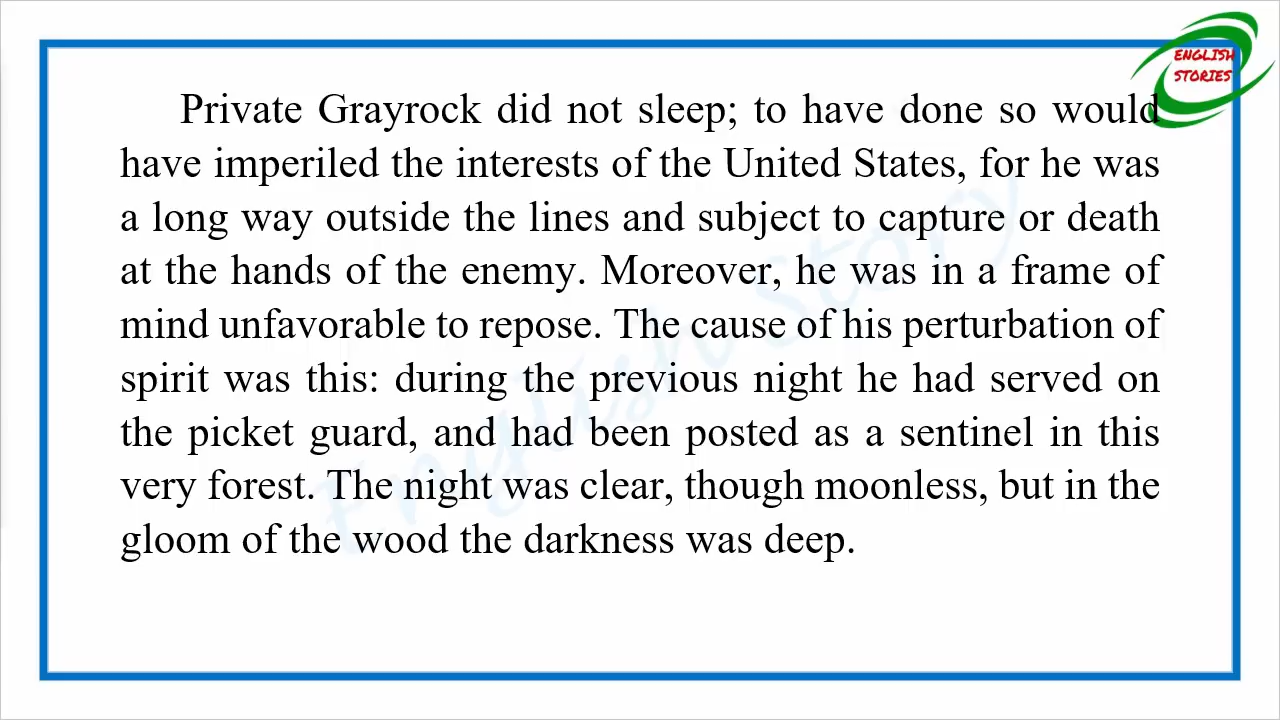 ENGLISH
STORIES
Private Grayrock did not sleep; to have done so would
have imperiled the interests of the United States, for he was
a long way outside the lines and subject to capture or death
at the hands of the enemy. Moreover, he was in a frame of
mind unfavorable to repose. The cause of his perturbation of
spirit was this: during the previous night he had served on
the picket guard, and had been posted as a sentinel in this
very forest. The night was clear, though moonless, but in the
gloom of the wood the darkness was deep.
English Story